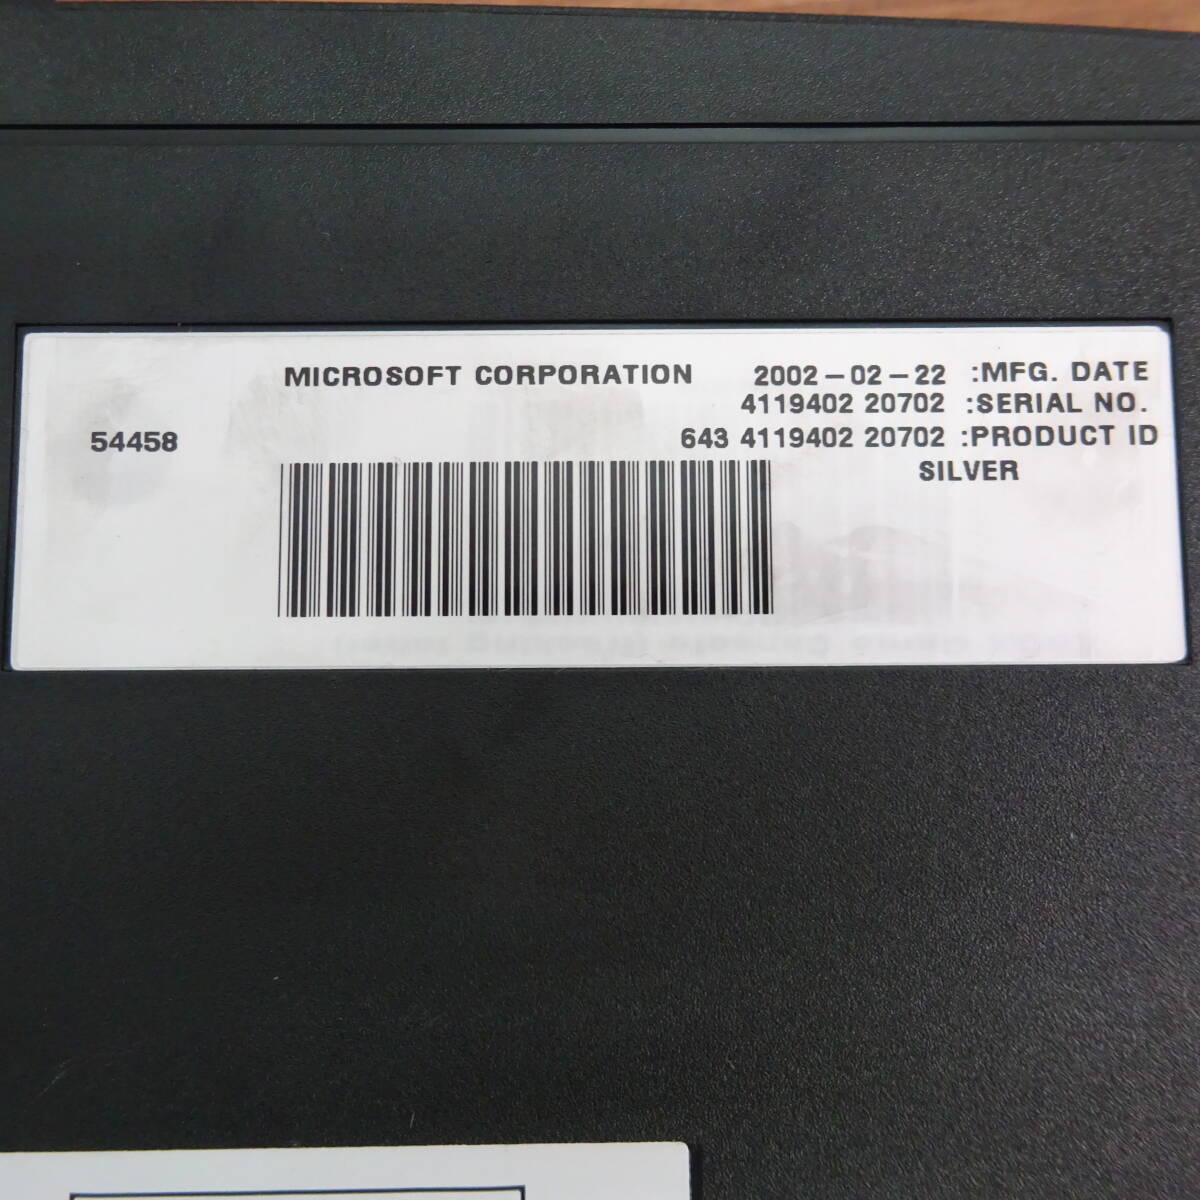 MICROSOFT CORPORATION 2002-02-22 :MFG. DATE
4119402 20702 :SERIAL NO.
54458 643 4119402 20702 :PRODUCT ID
SILVER